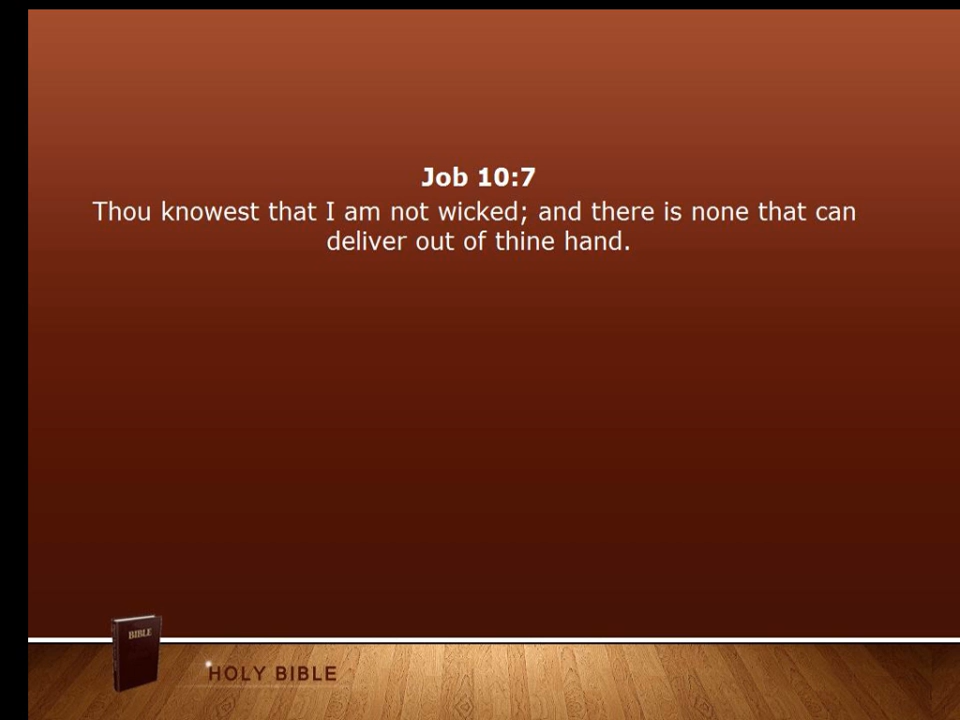 Job 10:7
Thou knowest that I am not wicked; and there is none that can
deliver out of thine hand.
BIBLE
HOLY BIBLE